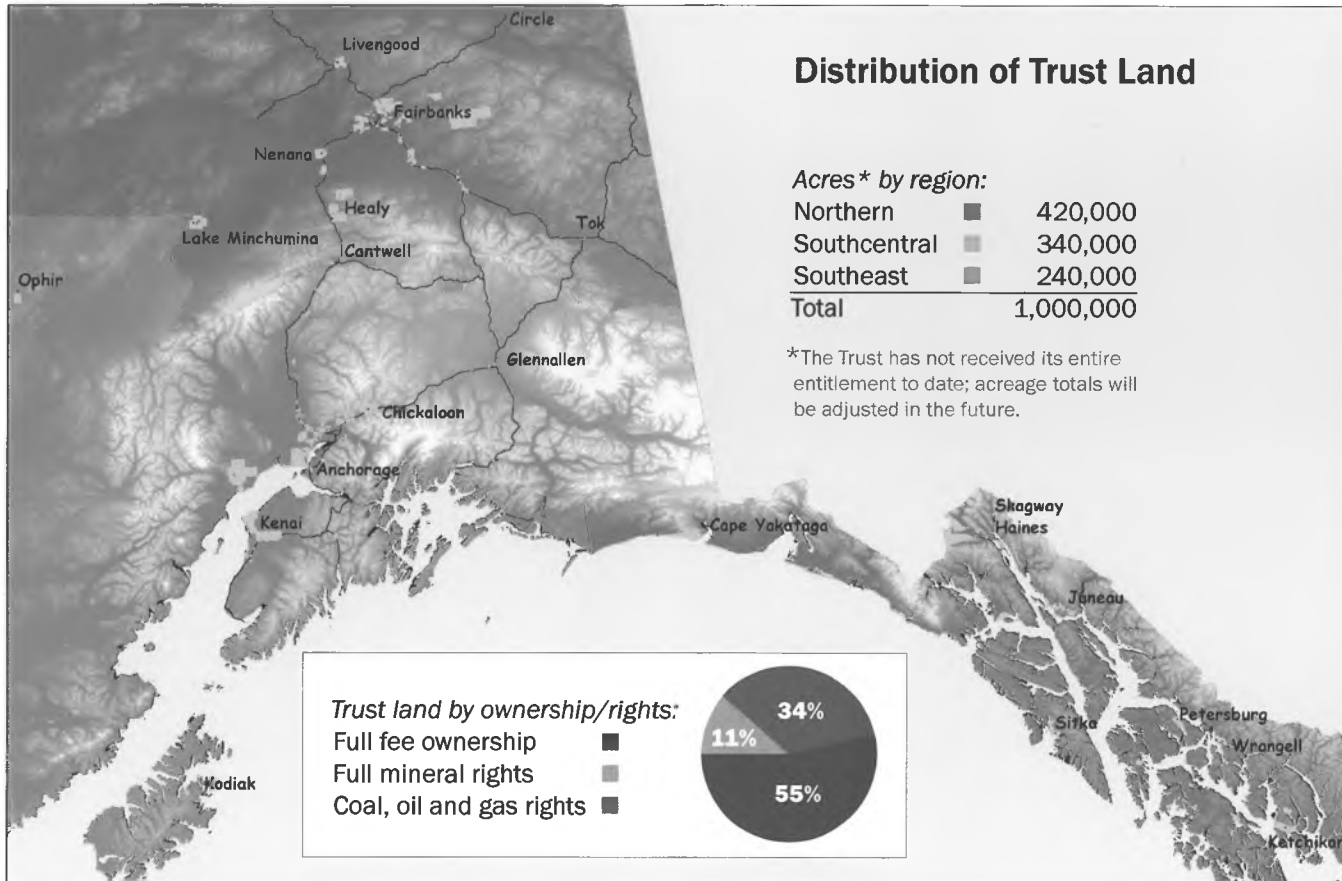 Distribution of Trust Land
Acres* by region:
Northern 420,000
Southcentral 340,000
Southeast 240,000
Total 1,000,000
*The Trust has not received its entire
entitlement to date; acreage totals will
be adjusted in the future.
Circle
Livengood
Fairbanks
Nenana
Healy
Tok
Lake Minchumina
Cantwell
Ophir
Glennallen
Chickaloon
Anchorage
Kenai
Cape Yakataga
Skagway
Haines
Juneau
Sitka
Petersburg
Wrangell
Ketchikan
Kodiak
Trust land by ownership/rights:
Full fee ownership
Full mineral rights
Coal, oil and gas rights
34%
11%
55%